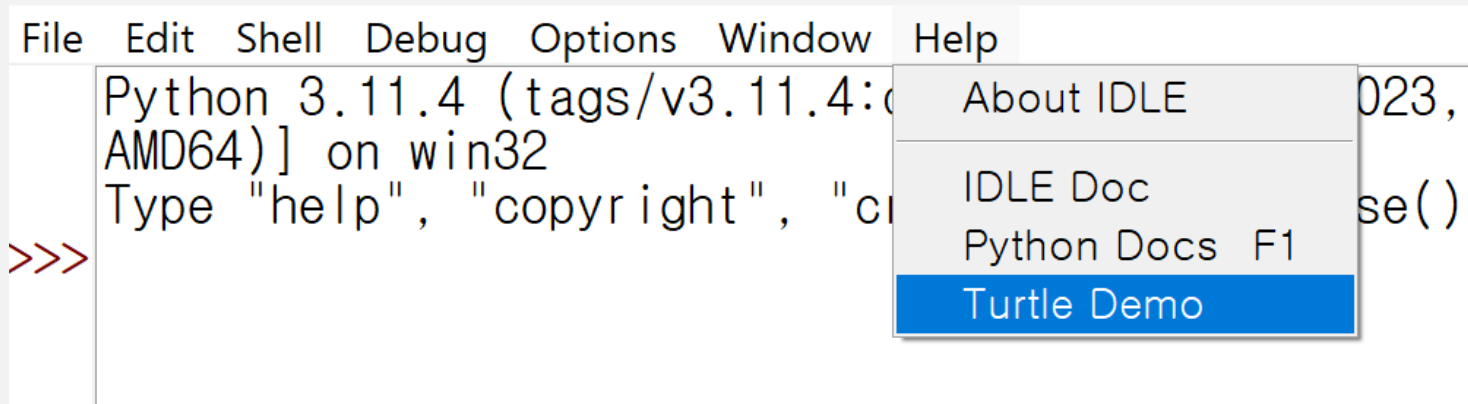 File Edit Shell Debug Options Window Help
Python 3.11.4 (tags/v3.11.4: 023,
AMD64)] on win32
Type "help", "copyright", "cr se()
>>>
About IDLE
IDLE Doc
Python Docs F1
Turtle Demo